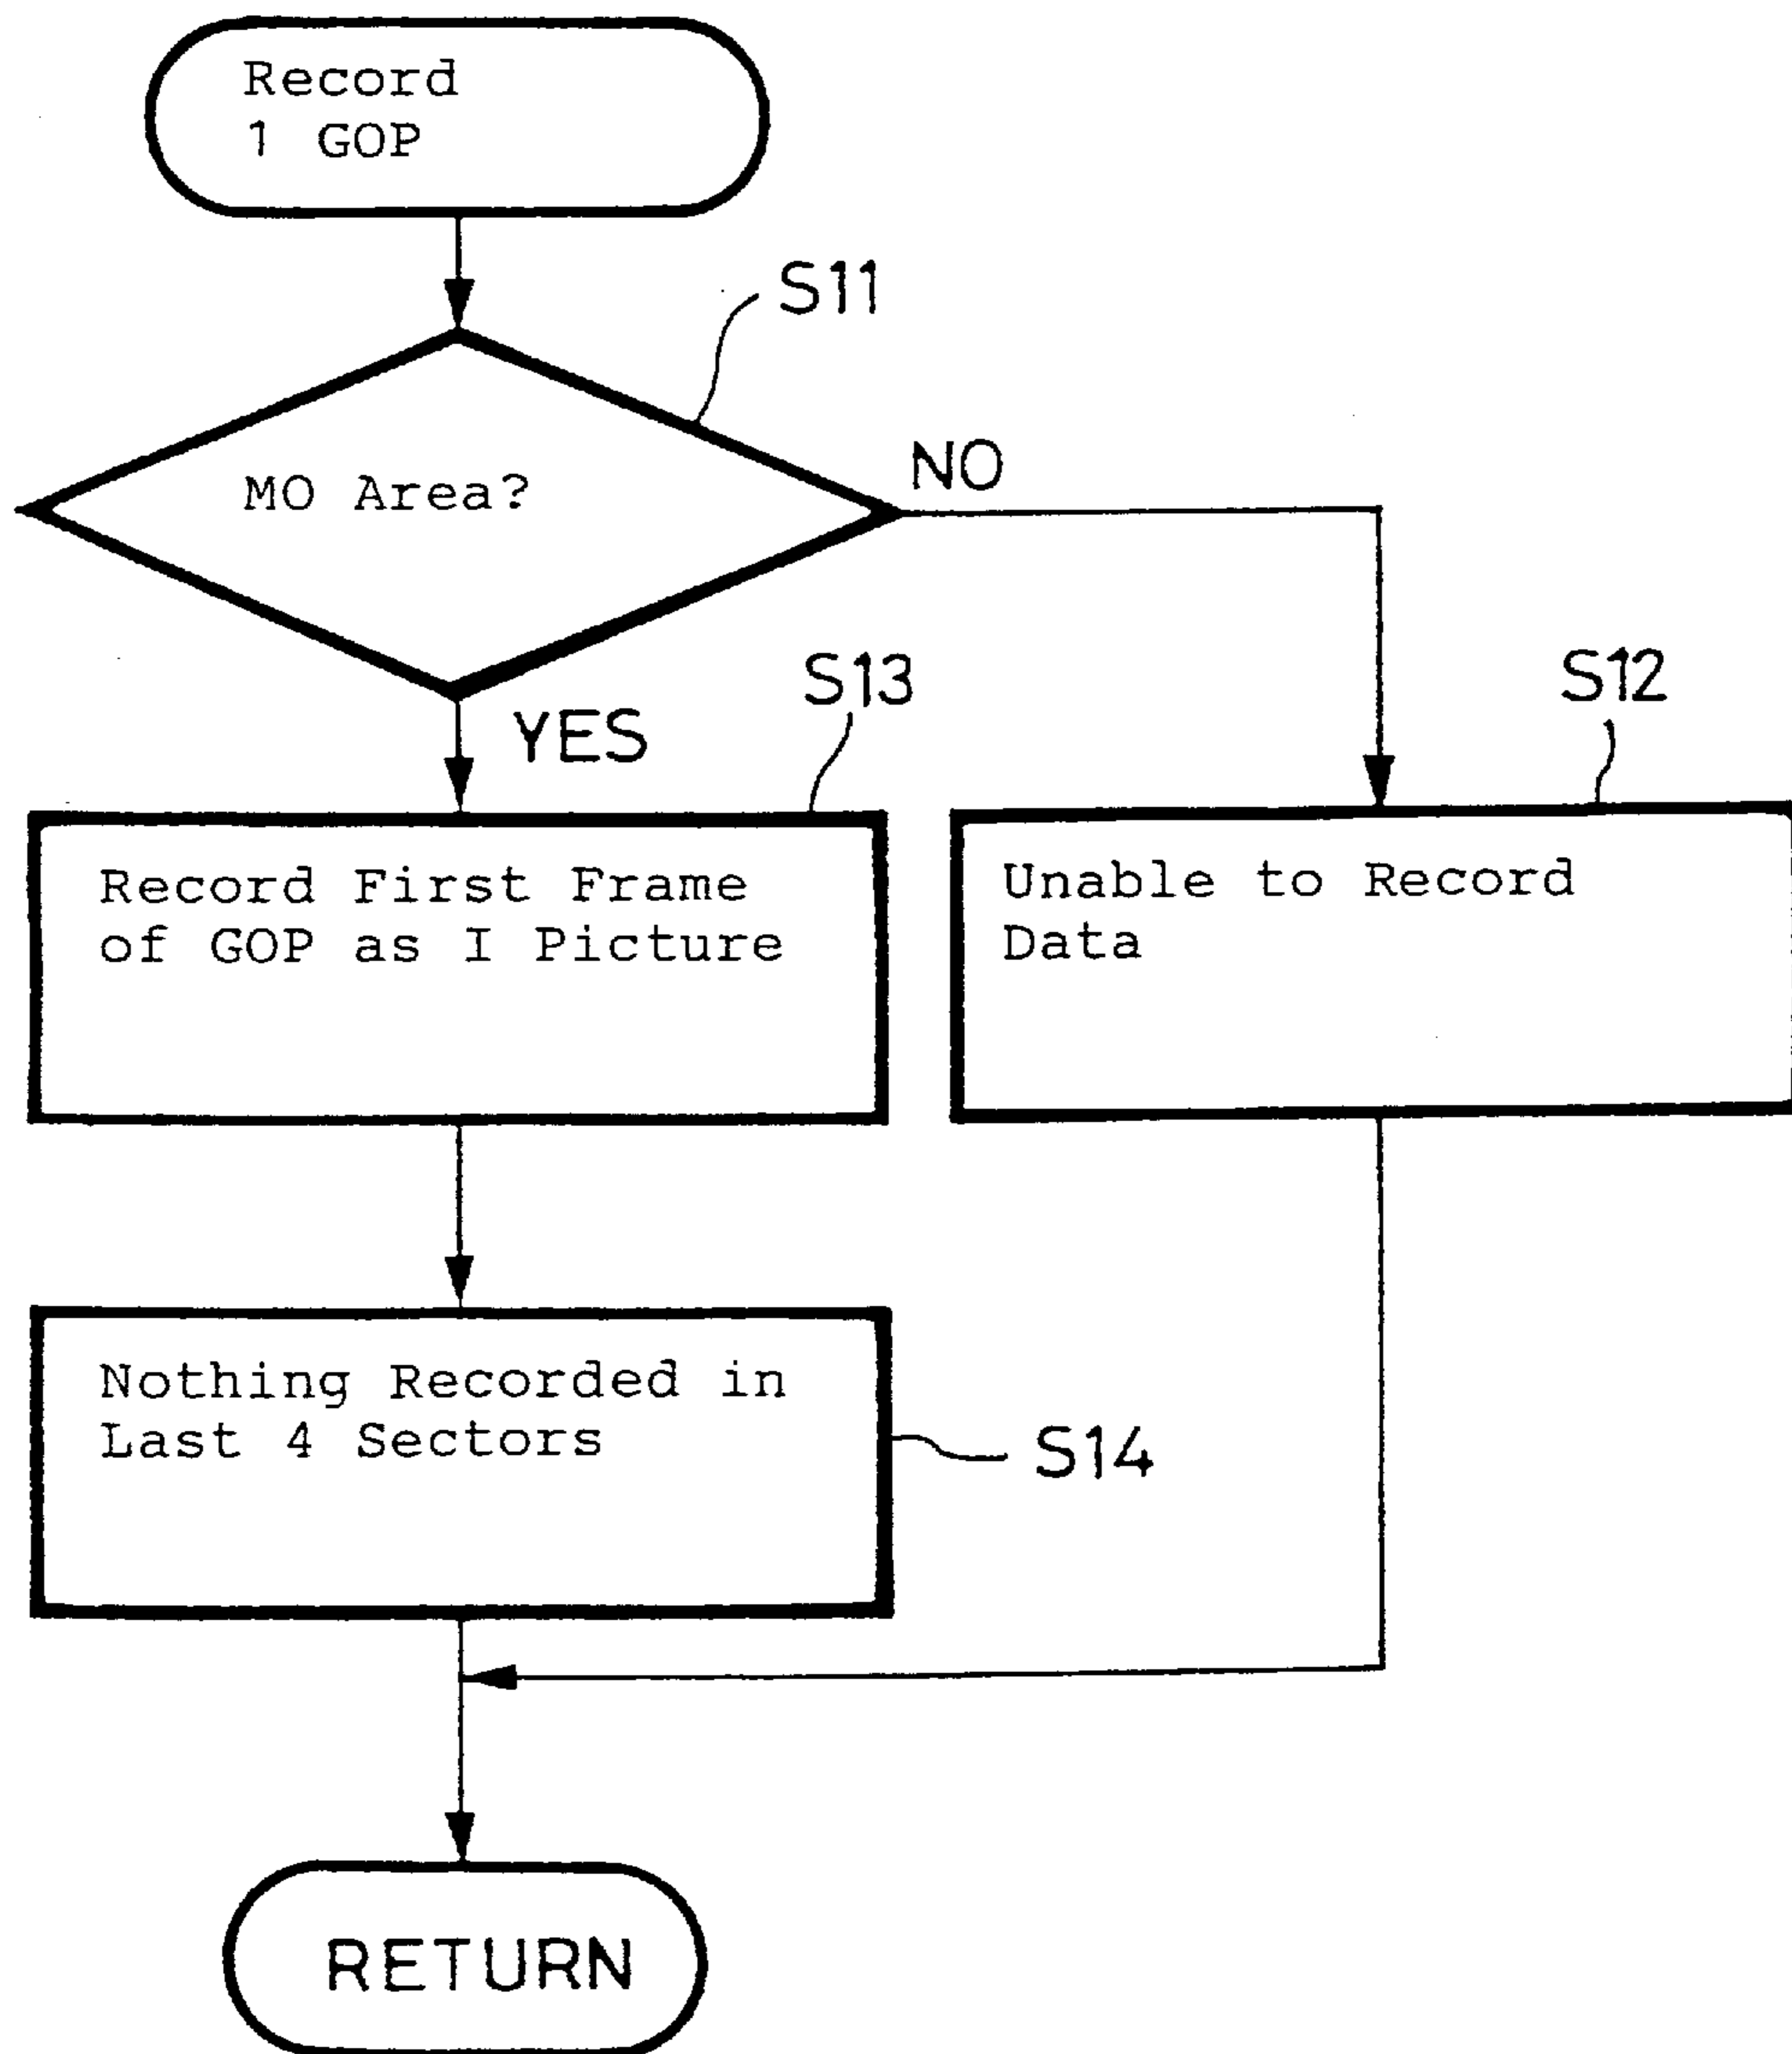 Record
1 GOP
S11
MO Area?
NO
YES
S13
S12
Record First Frame
of GOP as I Picture
Unable to Record
Data
Nothing Recorded in
Last 4 Sectors
S14
RETURN